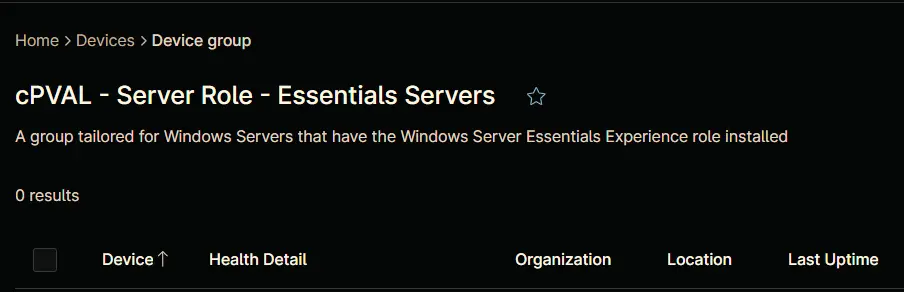 Home > Devices > Device group
cPVAL - Server Role - Essentials Servers
A group tailored for Windows Servers that have the Windows Server Essentials Experience role installed
0 results
Device ↑ Health Detail Organization Location Last Uptime